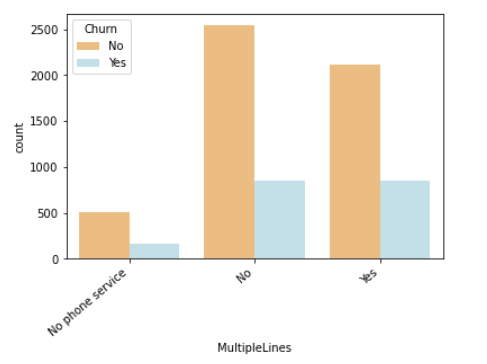 Churn
No
Yes
2500
2000
1500
1000
500
0
count
No phone service
No
Yes
MultipleLines